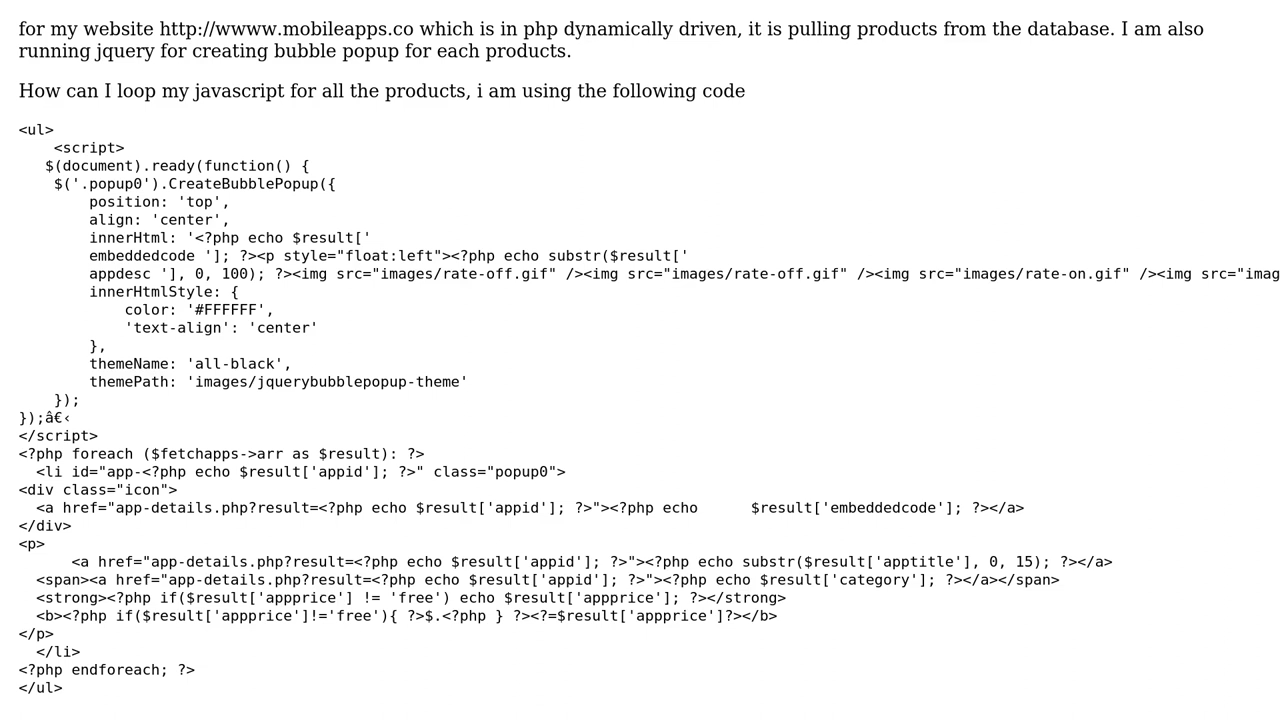 for my website http://wwww.mobileapps.co which is in php dynamically driven, it is pulling products from the database. I am also
running jquery for creating bubble popup for each products.
How can I loop my javascript for all the products, i am using the following code
<ul>
    <script>
   $(document).ready(function() {
    $('.popup0').CreateBubblePopup({
        position: 'top',
        align: 'center',
        innerHtml: '<?php echo $result['
        embeddedcode ']; ?><p style="float:left"><?php echo substr($result['
        appdesc '], 0, 100); ?><img src="images/rate-off.gif" /><img src="images/rate-off.gif" /><img src="images/rate-on.gif" /><img src="imag
        innerHtmlStyle: {
            color: '#FFFFFF',
            'text-align': 'center'
        },
        themeName: 'all-black',
        themePath: 'images/jquerybubblepopup-theme'
    });
});â€‹
</script>
<?php foreach ($fetchapps->arr as $result): ?>
  <li id="app-<?php echo $result['appid']; ?>" class="popup0">
<div class="icon">
  <a href="app-details.php?result=<?php echo $result['appid']; ?>"><?php echo      $result['embeddedcode']; ?></a>
</div>
<p>
      <a href="app-details.php?result=<?php echo $result['appid']; ?>"><?php echo substr($result['apptitle'], 0, 15); ?></a>
  <span><a href="app-details.php?result=<?php echo $result['appid']; ?>"><?php echo $result['category']; ?></a></span>
  <strong><?php if($result['appprice'] != 'free') echo $result['appprice']; ?></strong>
  <b><?php if($result['appprice']!='free'){ ?>$.<?php } ?><?=$result['appprice']?></b>
</p>
  </li>
<?php endforeach; ?>
</ul>